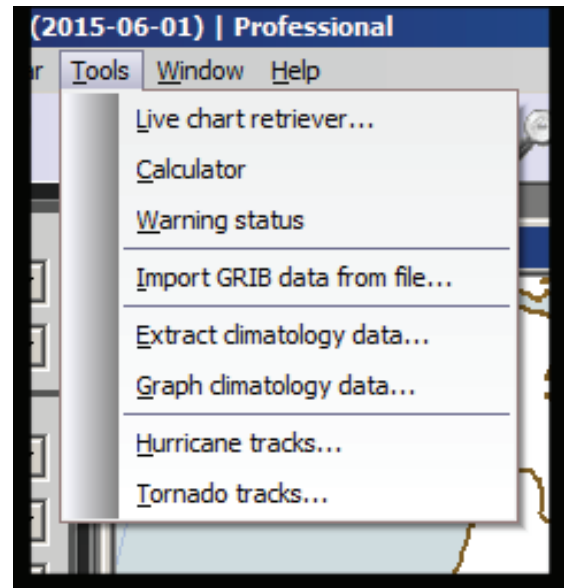 (2015-06-01) | Professional
r Tools Window Help
Live chart retriever...
Calculator
Warning status
Import GRIB data from file...
Extract climatology data...
Graph climatology data...
Hurricane tracks...
Tornado tracks...